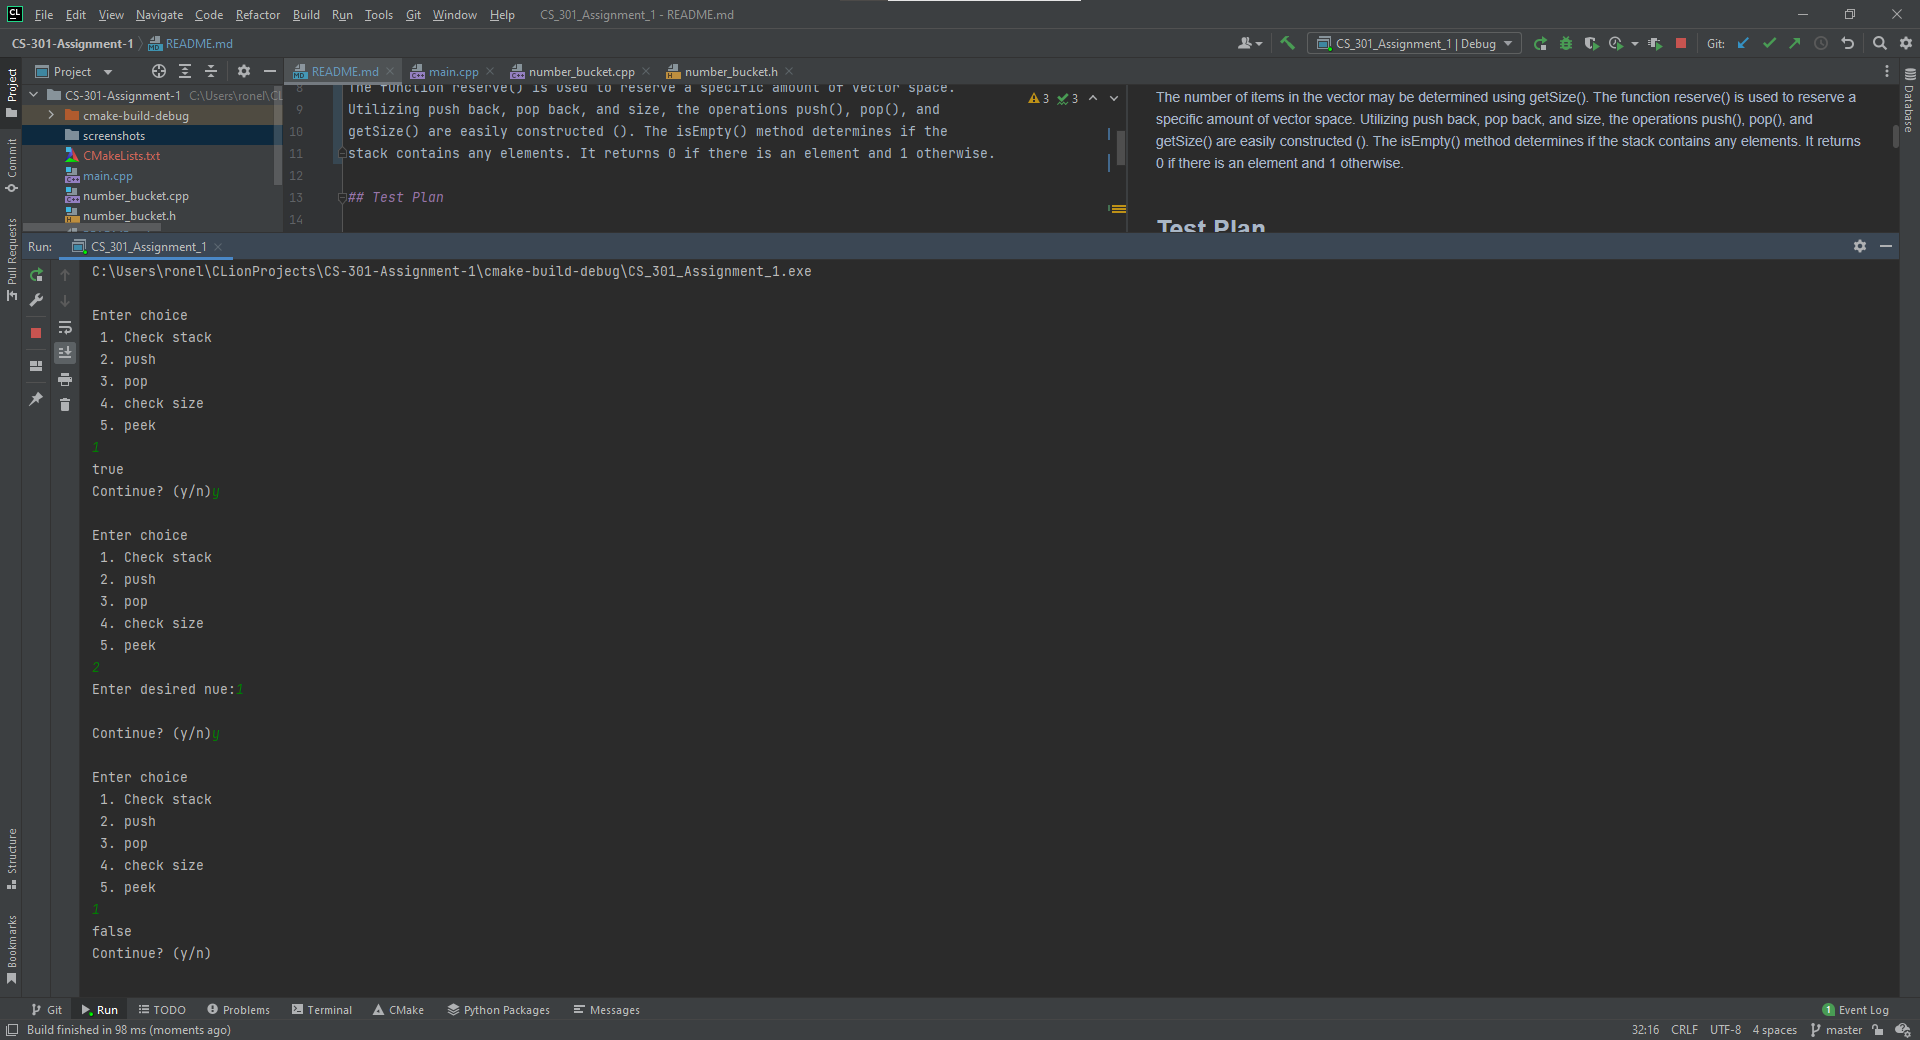 CL File Edit View Navigate Code Refactor Build Run Tools Git Window Help CS_301_Assignment_1 - README.md
CS-301-Assignment-1 README.md CS_301_Assignment_1 | Debug Git:
Project README.md main.cpp number_bucket.cpp number_bucket.h
CS-301-Assignment-1 C:\Users\ronel\CL
cmake-build-debug
screenshots
CMakeLists.txt
main.cpp
number_bucket.cpp
number_bucket.h
8 The function reserve() is used to reserve a specific amount of vector space.
9 Utilizing push back, pop back, and size, the operations push(), pop(), and
10 getSize() are easily constructed (). The isEmpty() method determines if the
11 stack contains any elements. It returns 0 if there is an element and 1 otherwise.
12
13 ## Test Plan
14
3 3
The number of items in the vector may be determined using getSize(). The function reserve() is used to reserve a
specific amount of vector space. Utilizing push back, pop back, and size, the operations push(), pop(), and
getSize() are easily constructed (). The isEmpty() method determines if the stack contains any elements. It returns
0 if there is an element and 1 otherwise.
Test Plan
Project
Commit
Pull Requests
Structure
Bookmarks
Database
Run: CS_301_Assignment_1
C:\Users\ronel\CLionProjects\CS-301-Assignment-1\cmake-build-debug\CS_301_Assignment_1.exe
Enter choice
1. Check stack
2. push
3. pop
4. check size
5. peek
1
true
Continue? (y/n)y
Enter choice
1. Check stack
2. push
3. pop
4. check size
5. peek
2
Enter desired nue:1
Continue? (y/n)y
Enter choice
1. Check stack
2. push
3. pop
4. check size
5. peek
1
false
Continue? (y/n)
Git Run TODO Problems Terminal CMake Python Packages Messages 1 Event Log
Build finished in 98 ms (moments ago) 32:16 CRLF UTF-8 4 spaces master